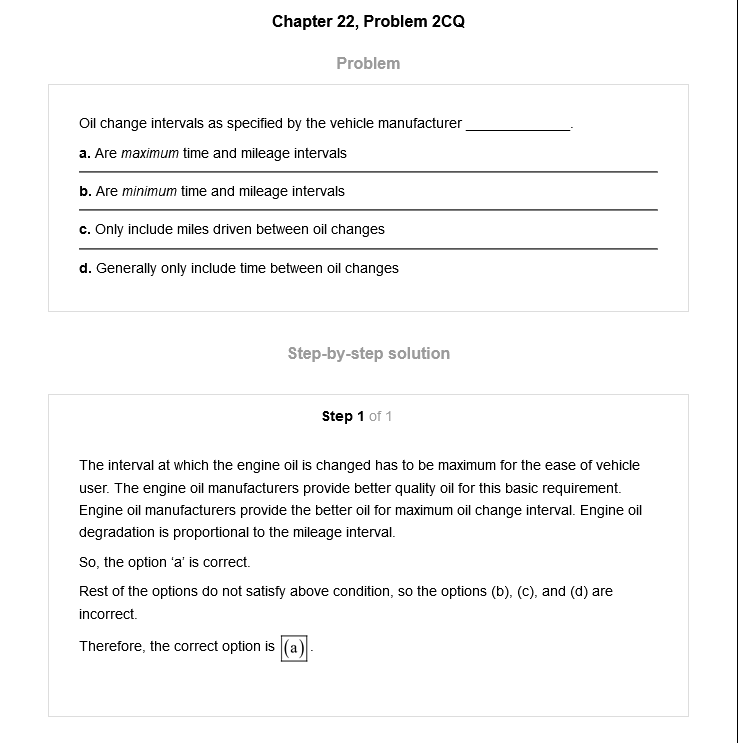 Chapter 22, Problem 2CQ
Problem
Oil change intervals as specified by the vehicle manufacturer ______________.
a. Are maximum time and mileage intervals
b. Are minimum time and mileage intervals
c. Only include miles driven between oil changes
d. Generally only include time between oil changes
Step-by-step solution
Step 1 of 1
The interval at which the engine oil is changed has to be maximum for the ease of vehicle
user. The engine oil manufacturers provide better quality oil for this basic requirement.
Engine oil manufacturers provide the better oil for maximum oil change interval. Engine oil
degradation is proportional to the mileage interval.
So, the option ‘a’ is correct.
Rest of the options do not satisfy above condition, so the options (b), (c), and (d) are
incorrect.
Therefore, the correct option is (a).